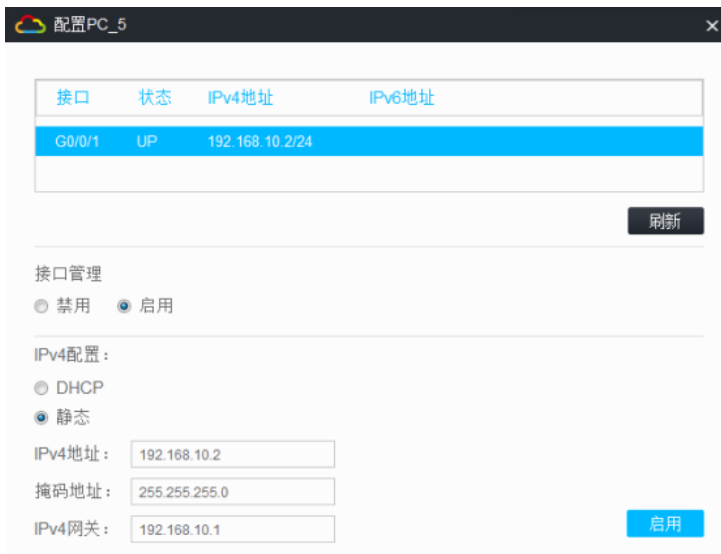 配置PC_5
接口 状态 IPv4地址 IPv6地址
G0/0/1 UP 192.168.10.2/24
刷新
接口管理
禁用 启用
IPv4配置：
DHCP
静态
IPv4地址： 192.168.10.2
掩码地址： 255.255.255.0
IPv4网关： 192.168.10.1
启用